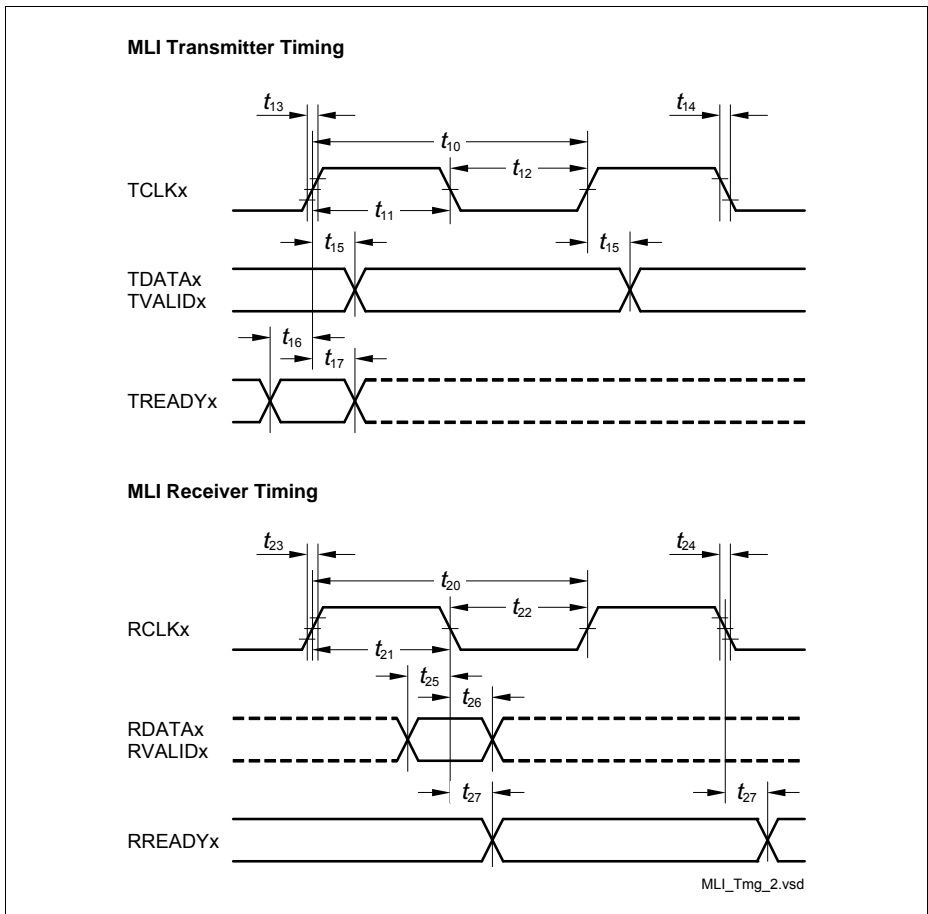 MLI Transmitter Timing
t13
t14
t10
t12
TCLKx
t11
t15
t15
TDATAx
TVALIDx
t16
t17
TREADYx
MLI Receiver Timing
t23
t24
t20
t22
RCLKx
t21
t25
t26
RDATAx
RVALIDx
t27
t27
RREADYx
MLI_Tmg_2.vsd